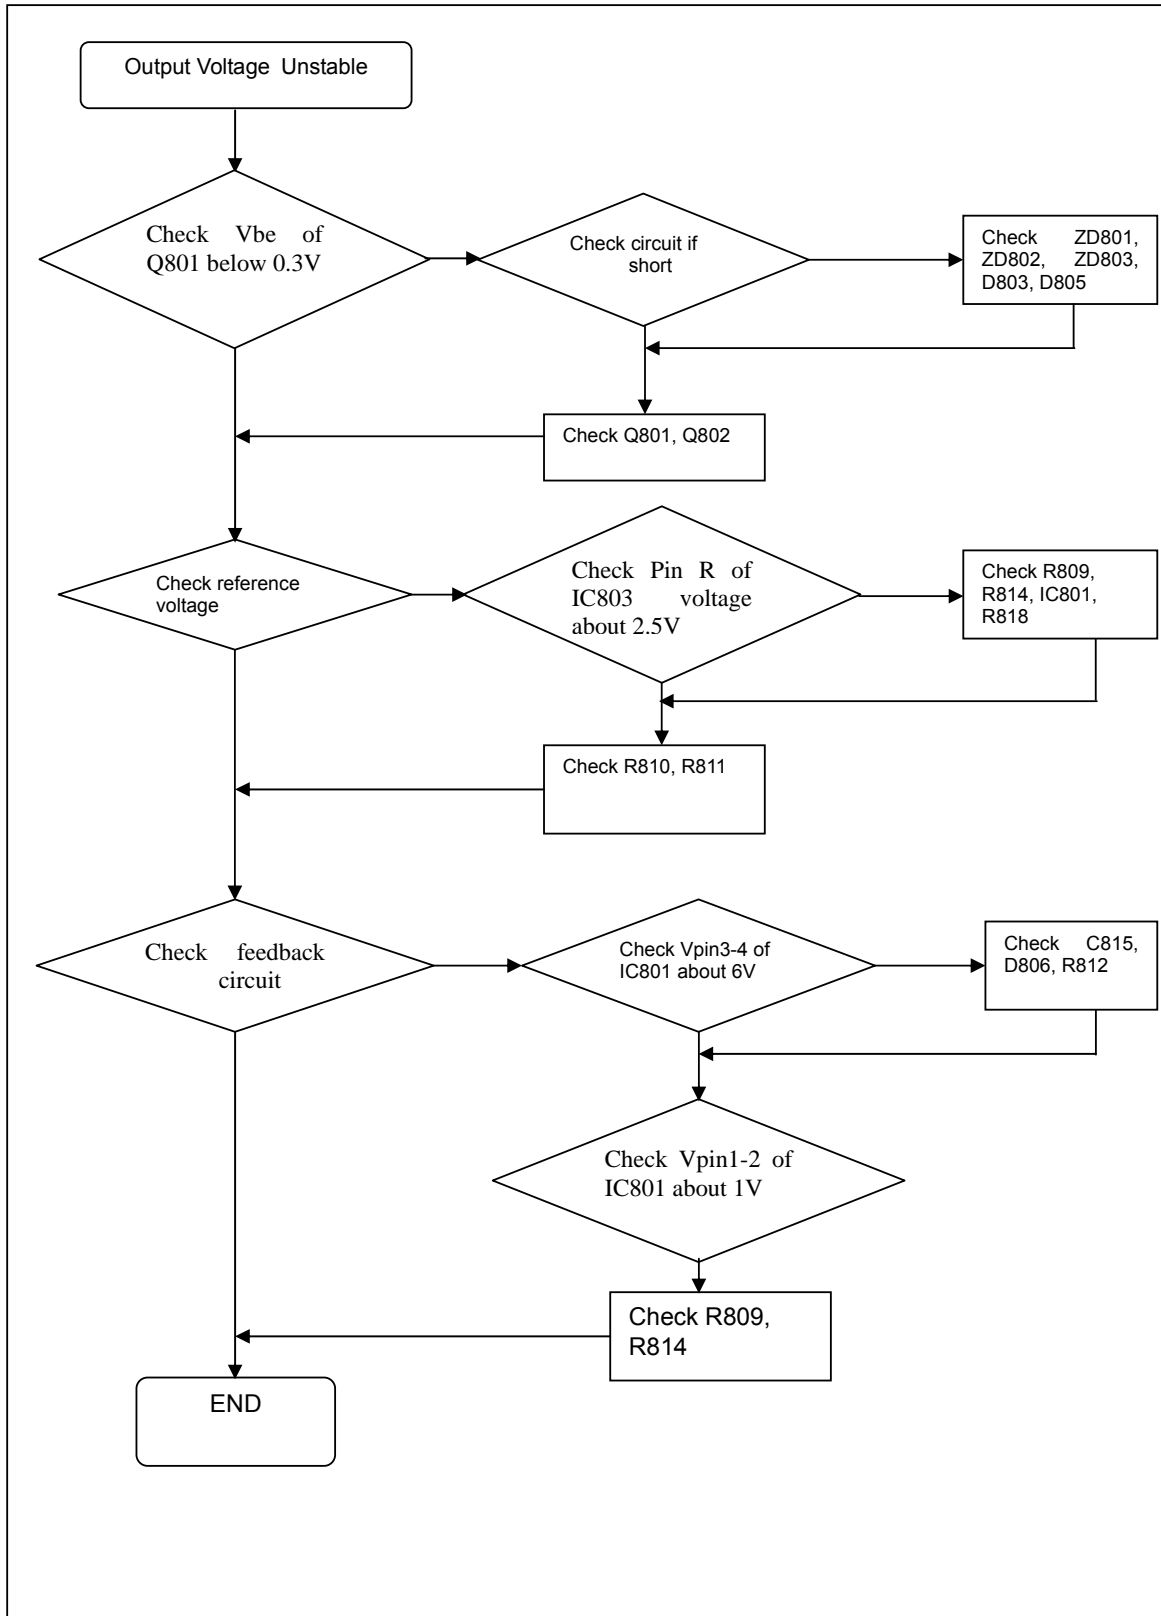 Output Voltage Unstable
Check Vbe of
Q801 below 0.3V
Check circuit if
short
Check ZD801,
ZD802, ZD803,
D803, D805
Check Q801, Q802
Check reference
voltage
Check Pin R of
IC803 voltage
about 2.5V
Check R809,
R814, IC801,
R818
Check R810, R811
Check feedback
circuit
Check Vpin3-4 of
IC801 about 6V
Check C815,
D806, R812
Check Vpin1-2 of
IC801 about 1V
Check R809,
R814
END